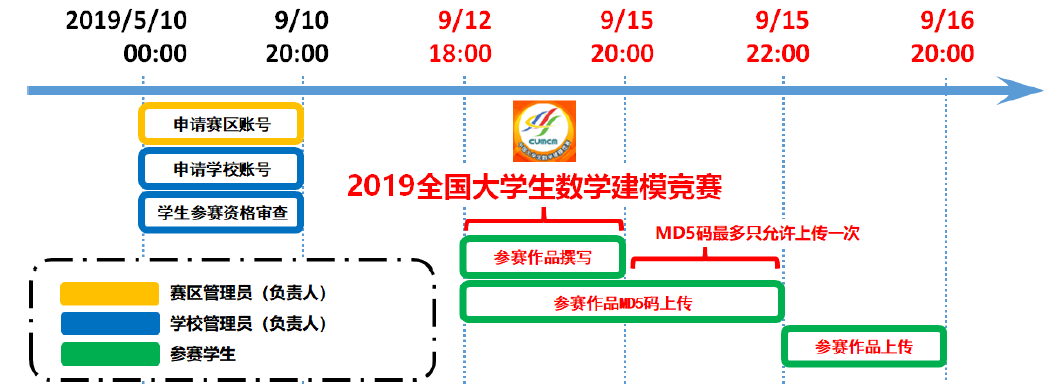 2019/5/10 9/10 9/12 9/15 9/15 9/16
00:00 20:00 18:00 20:00 22:00 20:00
申请赛区账号
CUMCM
申请学校账号
2019全国大学生数学建模竞赛
学生参赛资格审查
MD5码最多只允许上传一次
参赛作品撰写
赛区管理员（负责人）
参赛作品MD5码上传
学校管理员（负责人）
参赛学生
参赛作品上传